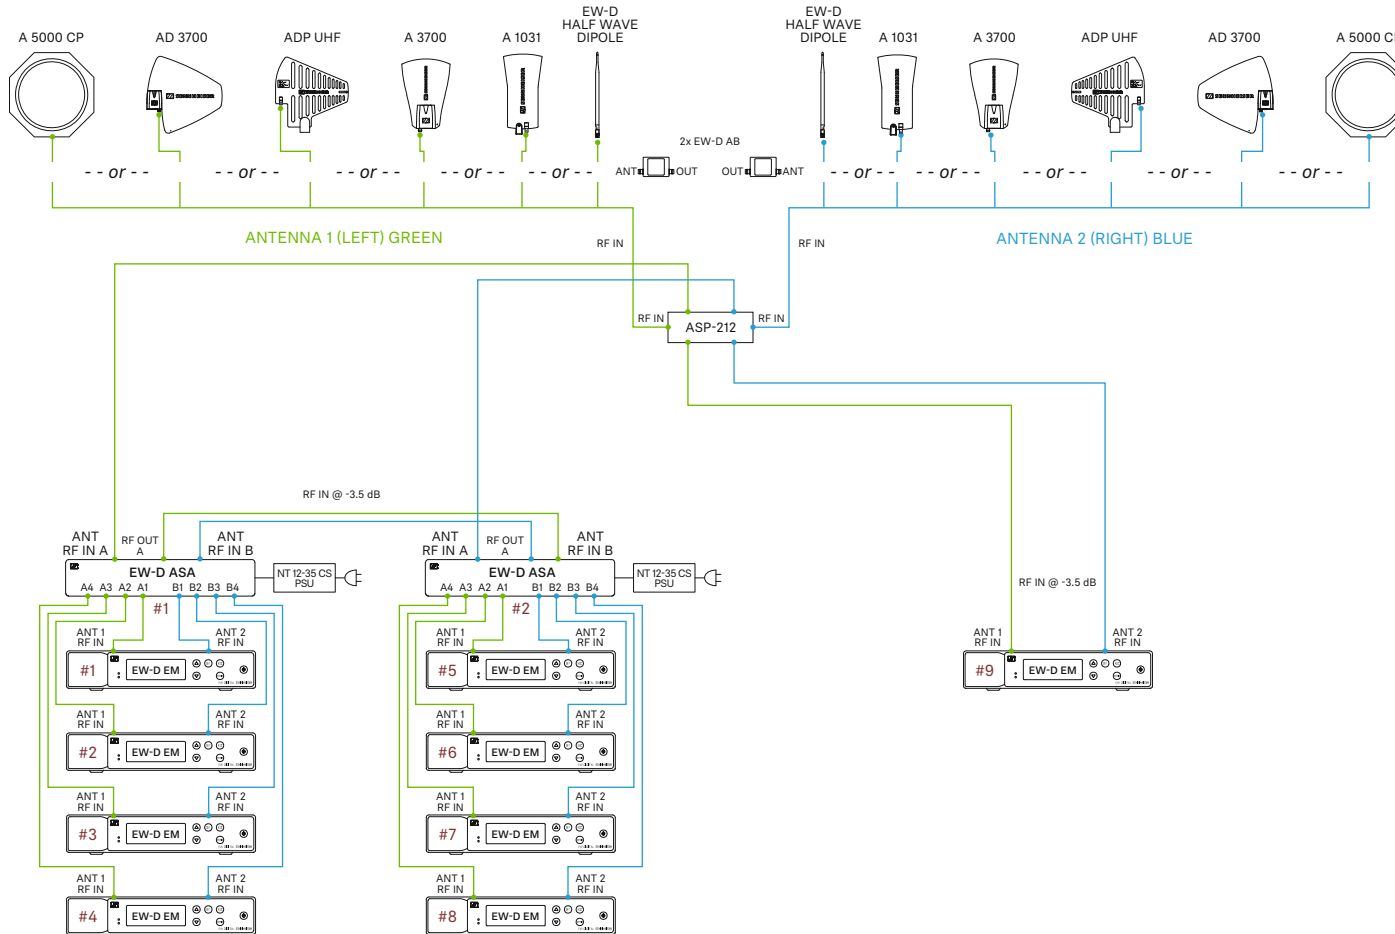 A 5000 CP
AD 3700
ADP UHF
A 3700
A 1031
EW-D
HALF WAVE
DIPOLE
EW-D
HALF WAVE
DIPOLE
A 1031
A 3700
ADP UHF
AD 3700
A 5000 C
2x EW-D AB
ANT
OUT
OUT
ANT
- - or - -
- - or - -
- - or - -
- - or - -
- - or - -
- - or - -
- - or - -
- - or - -
- - or - -
- - or - -
ANTENNA 1 (LEFT) GREEN
RF IN
RF IN
ANTENNA 2 (RIGHT) BLUE
RF IN
ASP-212
RF IN
RF IN @ -3.5 dB
ANT
RF IN A
RF OUT
A
ANT
RF IN B
EW-D ASA
A4 A3 A2 A1 B1 B2 B3 B4
#1
NT 12-35 CS
PSU
ANT
RF IN A
RF OUT
A
ANT
RF IN B
EW-D ASA
A4 A3 A2 A1 B1 B2 B3 B4
#2
NT 12-35 CS
PSU
RF IN @ -3.5 dB
ANT 1
RF IN
ANT 2
RF IN
#1
EW-D EM
ANT 1
RF IN
ANT 2
RF IN
#5
EW-D EM
ANT 1
RF IN
ANT 2
RF IN
#9
EW-D EM
ANT 1
RF IN
ANT 2
RF IN
#2
EW-D EM
ANT 1
RF IN
ANT 2
RF IN
#6
EW-D EM
ANT 1
RF IN
ANT 2
RF IN
#3
EW-D EM
ANT 1
RF IN
ANT 2
RF IN
#7
EW-D EM
ANT 1
RF IN
ANT 2
RF IN
#4
EW-D EM
ANT 1
RF IN
ANT 2
RF IN
#8
EW-D EM